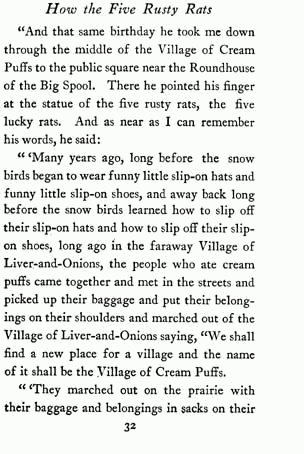 How the Five Rusty Rats
"And that same birthday he took me down
through the middle of the Village of Cream
Puffs to the public square near the Roundhouse
of the Big Spool. There he pointed his finger
at the statue of the five rusty rats, the five
lucky rats. And as near as I can remember
his words, he said:
"'Many years ago, long before the snow
birds began to wear funny little slip-on hats and
funny little slip-on shoes, and away back long
before the snow birds learned how to slip off
their slip-on hats and how to slip off their slip-
on shoes, long ago in the faraway Village of
Liver-and-Onions, the people who ate cream
puffs came together and met in the streets and
picked up their baggage and put their belong-
ings on their shoulders and marched out of the
Village of Liver-and-Onions saying, "We shall
find a new place for a village and the name
of it shall be the Village of Cream Puffs.
"'They marched out on the prairie with
their baggage and belongings in sacks on their
32